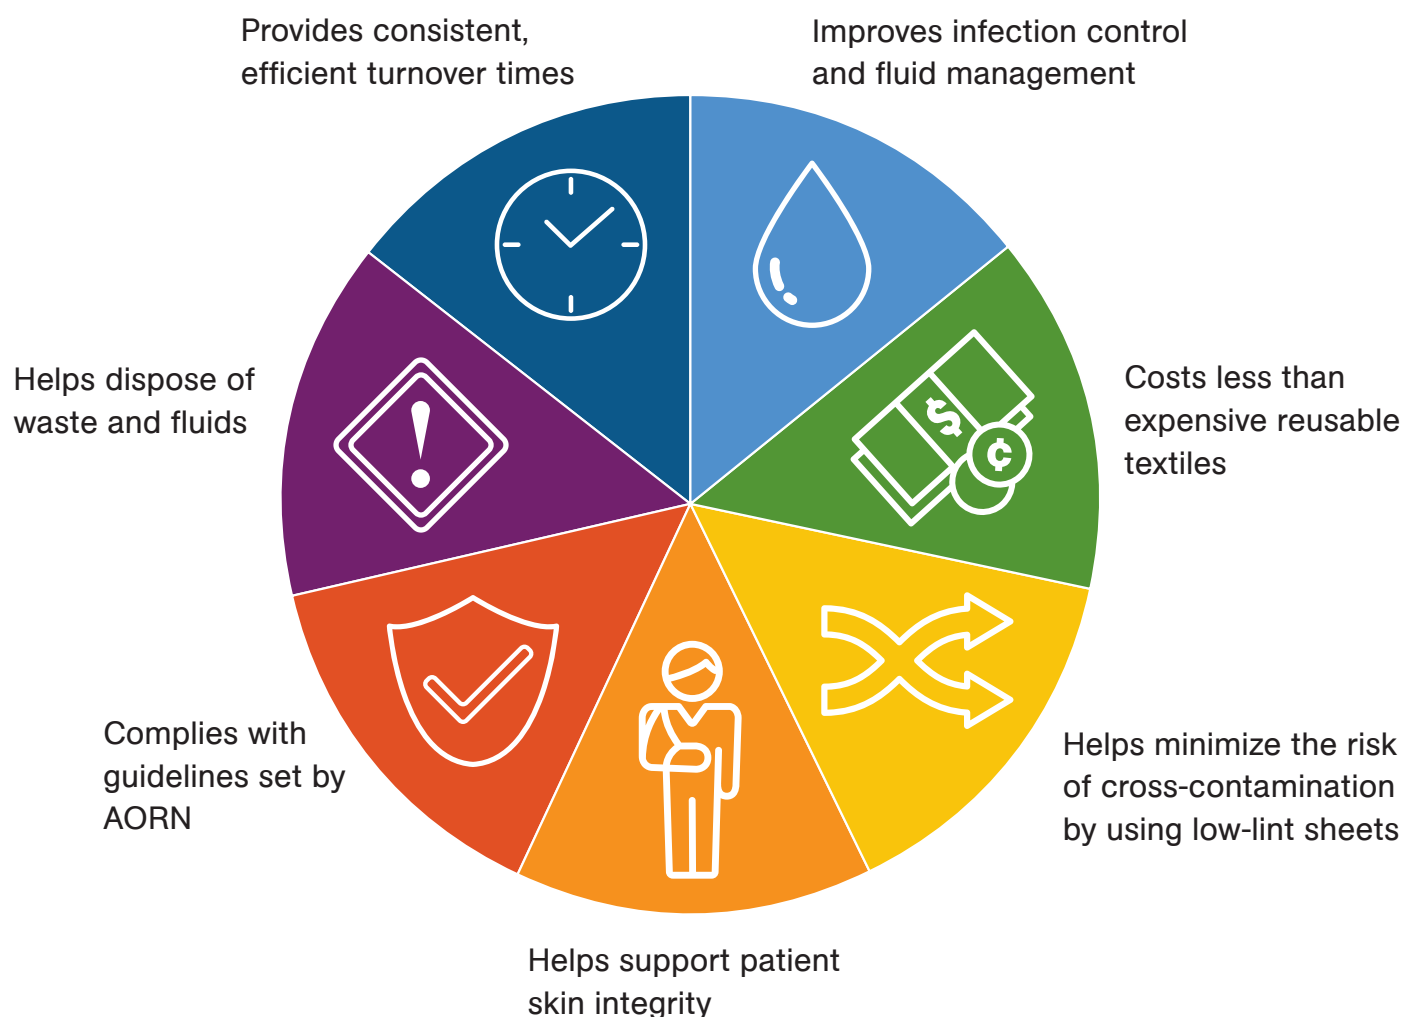 Provides consistent,
efficient turnover times
Improves infection control
and fluid management
Costs less than
expensive reusable
textiles
$
¢
Helps minimize the risk
of cross-contamination
by using low-lint sheets
Helps support patient
skin integrity
Complies with
guidelines set by
AORN
Helps dispose of
waste and fluids
!